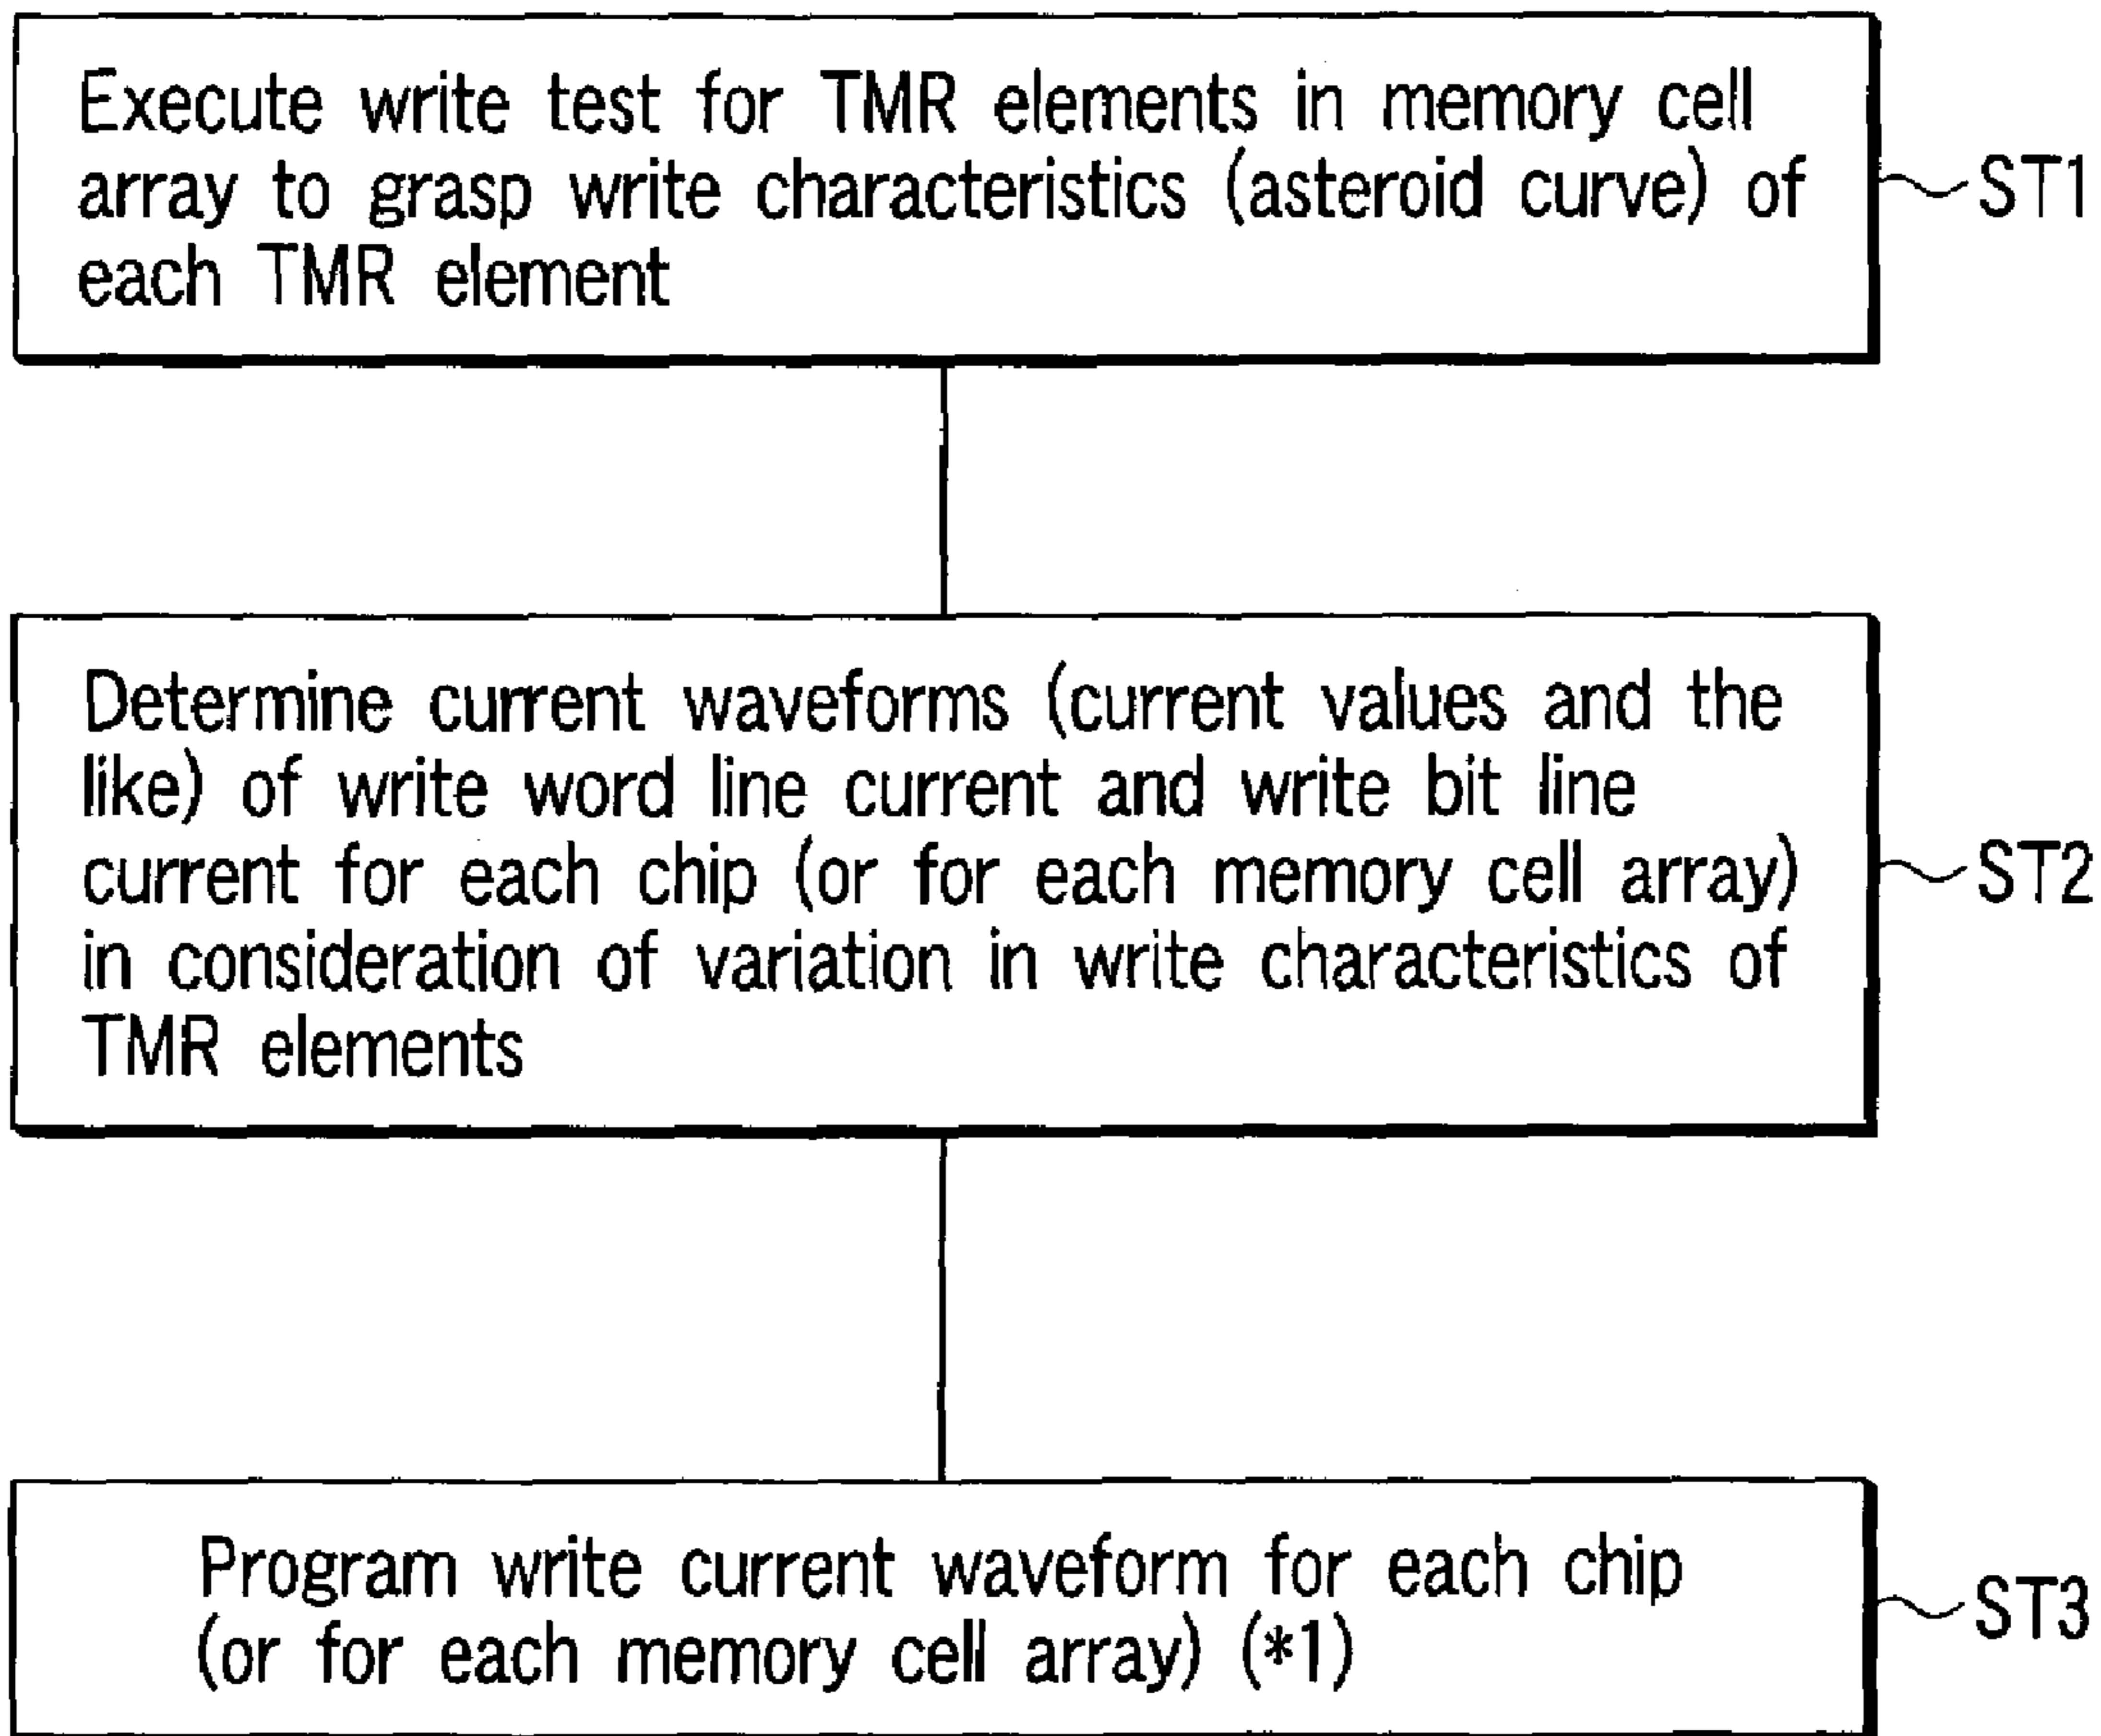 Execute write test for TMR elements in memory cell
array to grasp write characteristics (asteroid curve) of
each TMR element
ST1
Determine current waveforms (current values and the
like) of write word line current and write bit line
current for each chip (or for each memory cell array)
in consideration of variation in write characteristics of
TMR elements
ST2
Program write current waveform for each chip
(or for each memory cell array) (*1)
ST3